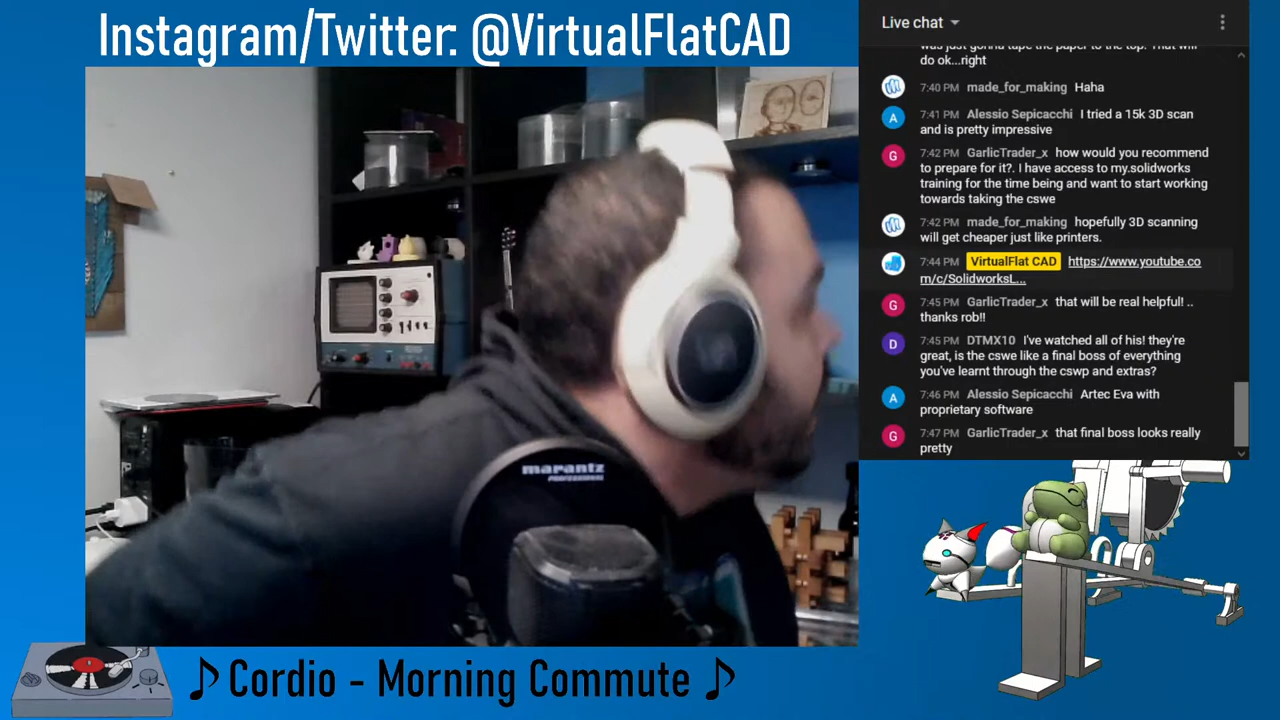 Instagram/Twitter: @VirtualFlatCAD
Live chat
was just gonna tape the paper to the top. That will
do ok...right
7:40 PM made_for_making Haha
A
7:41 PM Alessio Sepicacchi I tried a 15k 3D scan
and is pretty impressive
G
7:42 PM GarlicTrader_x how would you recommend
to prepare for it?. I have access to my.solidworks
training for the time being and want to start working
towards taking the cswe
7:42 PM made_for_making hopefully 3D scanning
will get cheaper just like printers.
7:44 PM VirtualFlat CAD https://www.youtube.co
m/c/SolidworksL...
G
7:45 PM GarlicTrader_x that will be real helpful! ..
thanks rob!!
D
7:45 PM DTMX10 I've watched all of his! they're
great, is the cswe like a final boss of everything
you've learnt through the cswp and extras?
A
7:46 PM Alessio Sepicacchi Artec Eva with
proprietary software
G
7:47 PM GarlicTrader_x that final boss looks really
pretty
marantz
PROFESSIONAL
♪ Cordio - Morning Commute ♪